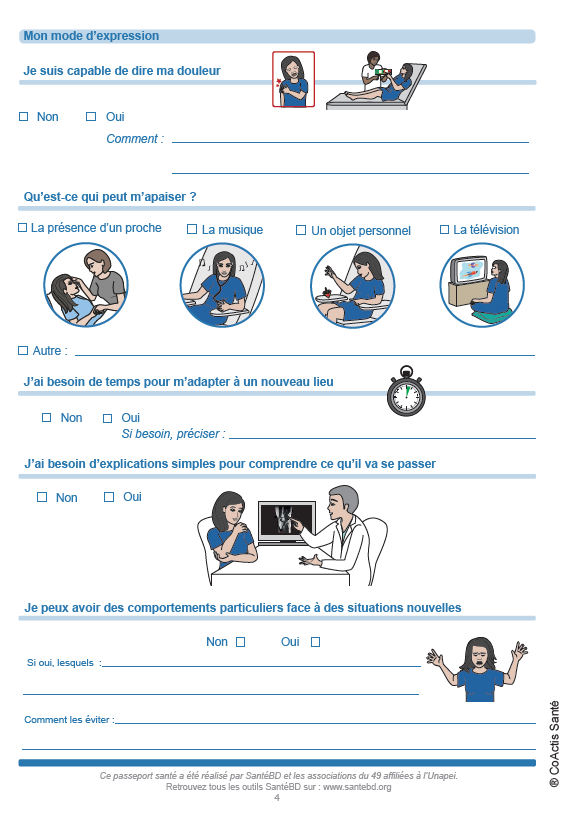 Mon mode d'expression
Je suis capable de dire ma douleur
Non Oui
Comment :
Qu'est-ce qui peut m'apaiser ?
La présence d'un proche La musique Un objet personnel La télévision
Autre :
J'ai besoin de temps pour m'adapter à un nouveau lieu
Non Oui
Si besoin, préciser :
J'ai besoin d'explications simples pour comprendre ce qu'il va se passer
Non Oui
Je peux avoir des comportements particuliers face à des situations nouvelles
Non Oui
Si oui, lesquels :
Comment les éviter :
Ce passeport santé a été réalisé par SantéBD et les associations du 49 affiliées à l'Unapei.
Retrouvez tous les outils SantéBD sur : www.santebd.org
4
® CoActis Santé